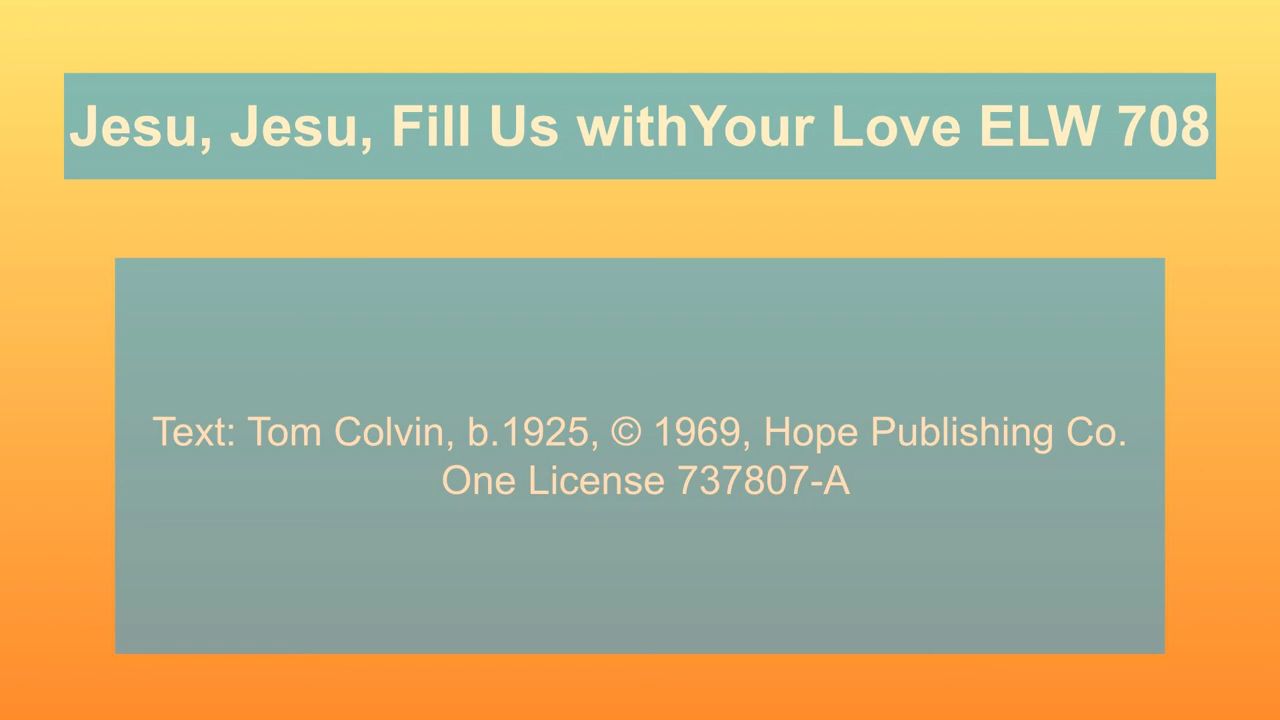 Jesu, Jesu, Fill Us withYour Love ELW 708
Text: Tom Colvin, b.1925, © 1969, Hope Publishing Co.
One License 737807-A